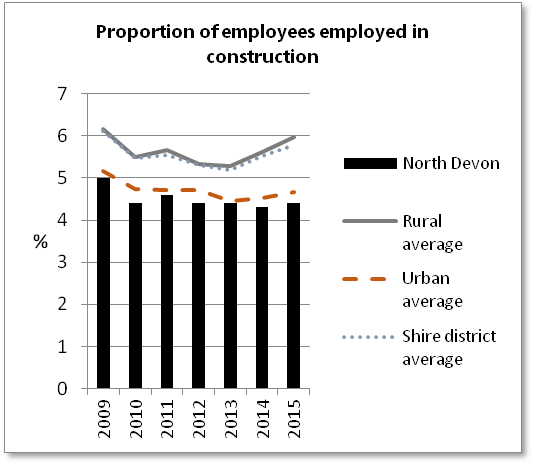 Proportion of employees employed in
construction
7
6
5
4
3
2
1
0
%
2009
2010
2011
2012
2013
2014
2015
North Devon
Rural
average
Urban
average
Shire district
average